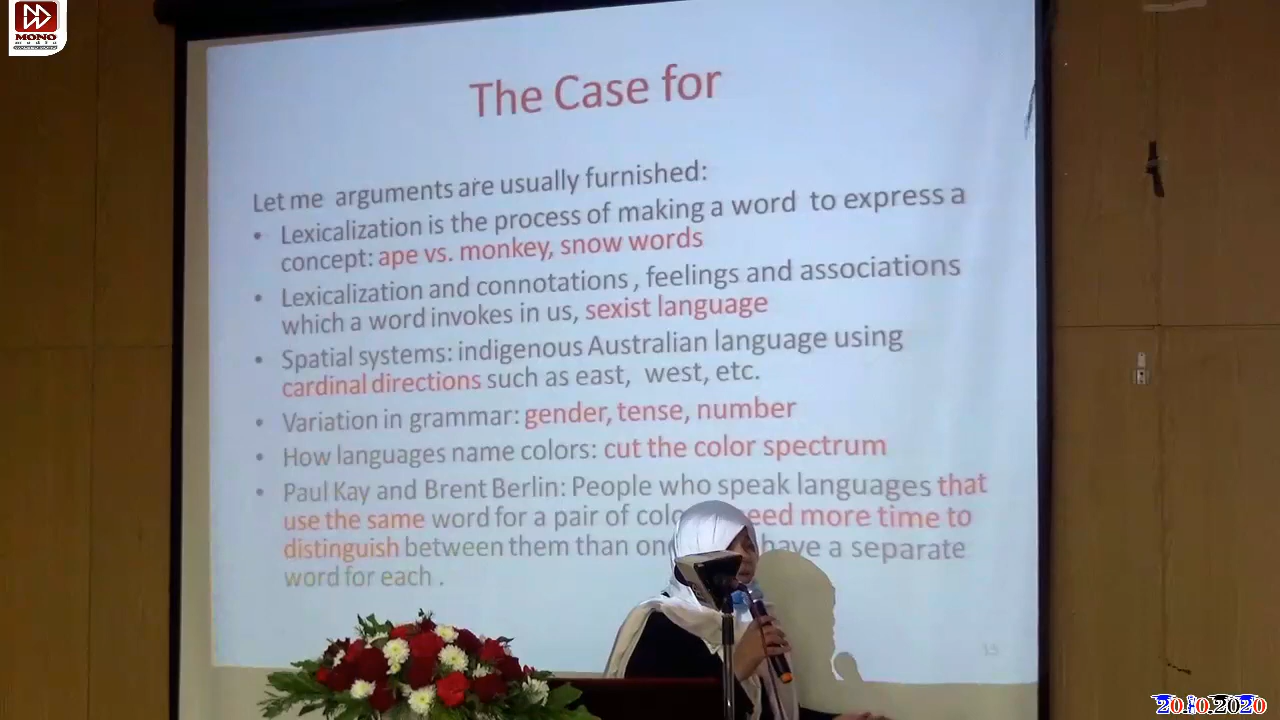 MONO
media
The Case for
Let me arguments are usually furnished:
• Lexicalization is the process of making a word to express a
concept: ape vs. monkey, snow words
• Lexicalization and connotations , feelings and associations
which a word invokes in us, sexist language
• Spatial systems: indigenous Australian language using
cardinal directions such as east, west, etc.
• Variation in grammar: gender, tense, number
• How languages name colors: cut the color spectrum
• Paul Kay and Brent Berlin: People who speak languages that
use the same word for a pair of more time to
distinguish between them than have a separate
word for each .
13
20.10.2020